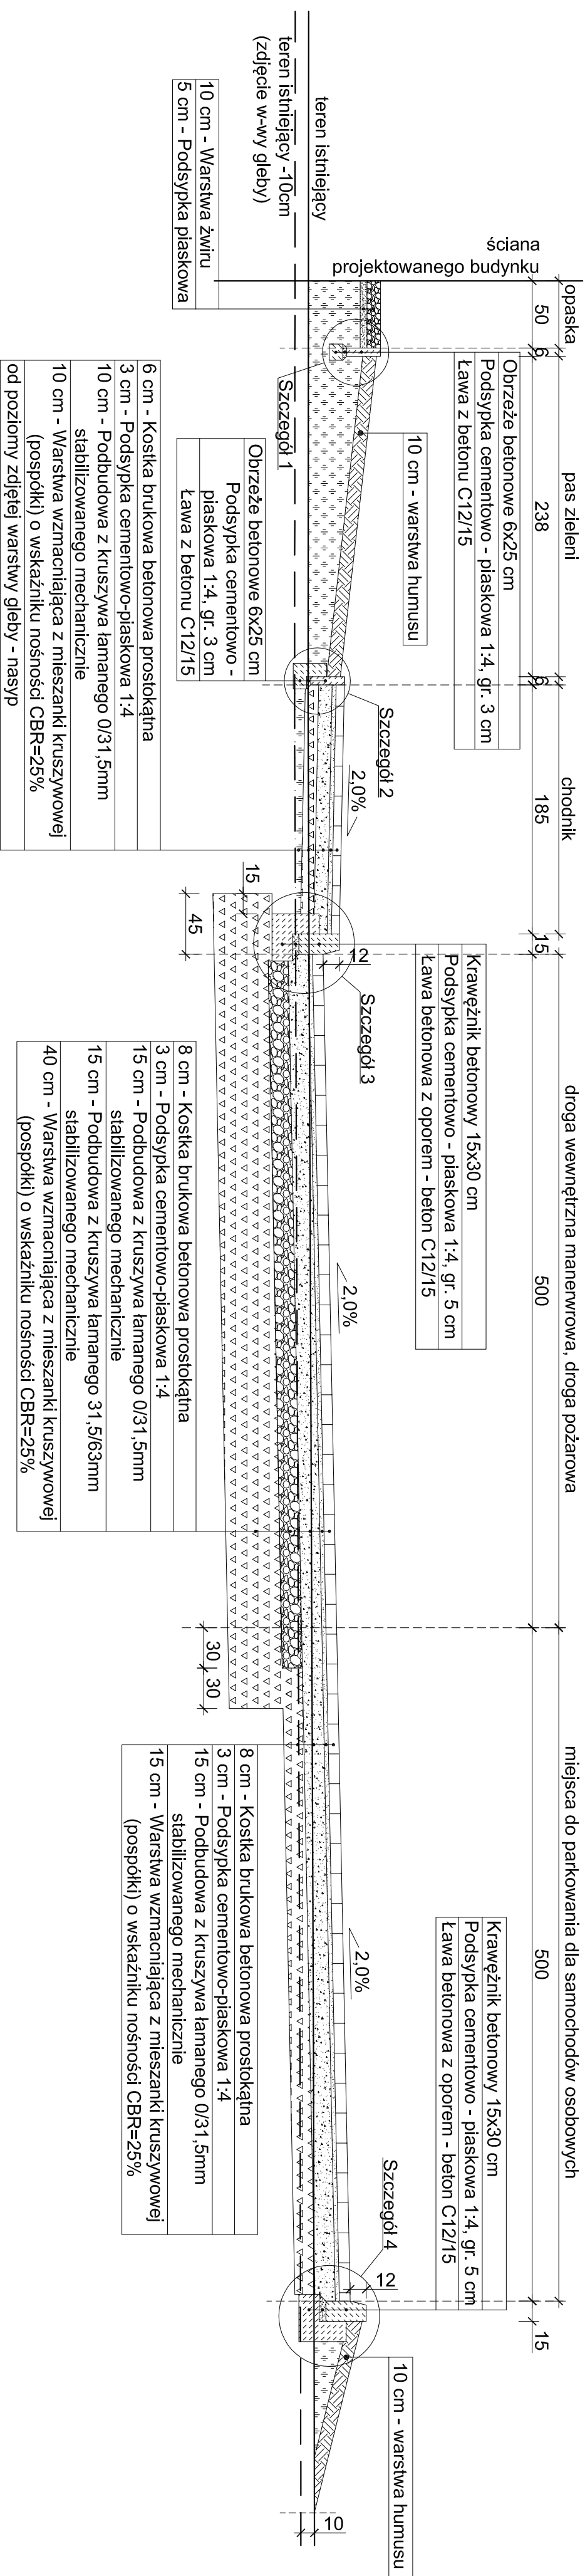 opaska
pas zieleni
chodnik
droga wewnętrzna manerwrowa, droga pożarowa
miejsca do parkowania dla samochodów osobowych
50
6
238
6
185
15
500
500
15
ściana
projektowanego budynku
teren istniejący
teren istniejący -10cm
(zdjęcie w-wy gleby)
10 cm - Warstwa żwiru
5 cm - Podsypka piaskowa
Obrzeże betonowe 6x25 cm
Podsypka cementowo - piaskowa 1:4, gr. 3 cm
Ława z betonu C12/15
10 cm - warstwa humusu
Szczegół 1
Obrzeże betonowe 6x25 cm
Podsypka cementowo -
piaskowa 1:4, gr. 3 cm
Ława z betonu C12/15
Szczegół 2
2,0%
6 cm - Kostka brukowa betonowa prostokątna
3 cm - Podsypka cementowo-piaskowa 1:4
10 cm - Podbudowa z kruszywa łamanego 0/31,5mm
stabilizowanego mechanicznie
10 cm - Warstwa wzmacniająca z mieszanki kruszywowej
(pospółki) o wskaźniku nośności CBR=25%
od poziomy zdjętej warstwy gleby - nasyp
15
45
12
Krawężnik betonowy 15x30 cm
Podsypka cementowo - piaskowa 1:4, gr. 5 cm
Ława betonowa z oporem - beton C12/15
Szczegół 3
2,0%
8 cm - Kostka brukowa betonowa prostokątna
3 cm - Podsypka cementowo-piaskowa 1:4
15 cm - Podbudowa z kruszywa łamanego 0/31,5mm
stabilizowanego mechanicznie
15 cm - Podbudowa z kruszywa łamanego 31,5/63mm
stabilizowanego mechanicznie
40 cm - Warstwa wzmacniająca z mieszanki kruszywowej
(pospółki) o wskaźniku nośności CBR=25%
30
30
2,0%
8 cm - Kostka brukowa betonowa prostokątna
3 cm - Podsypka cementowo-piaskowa 1:4
15 cm - Podbudowa z kruszywa łamanego 0/31,5mm
stabilizowanego mechanicznie
15 cm - Warstwa wzmacniająca z mieszanki kruszywowej
(pospółki) o wskaźniku nośności CBR=25%
Krawężnik betonowy 15x30 cm
Podsypka cementowo - piaskowa 1:4, gr. 5 cm
Ława betonowa z oporem - beton C12/15
Szczegół 4
12
10 cm - warstwa humusu
10